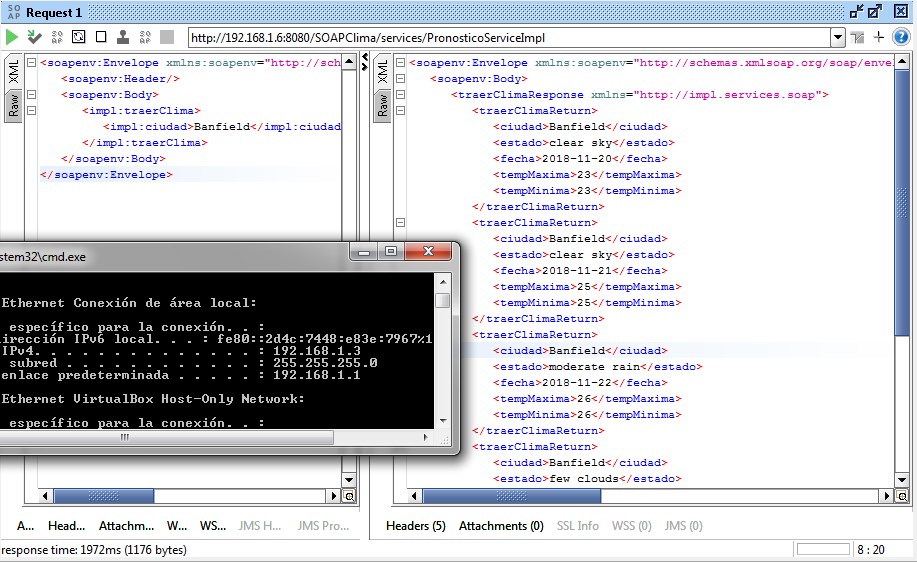 SO
AP
Request 1
SO
AP
SO
AP
http://192.168.1.6:8080/SOAPClima/services/PronosticoServiceImpl
XML
Raw
<soapenv:Envelope xmlns:soapenv="http://sch
<soapenv:Header/>
<soapenv:Body>
<impl:traerClima>
<impl:ciudad>Banfield</impl:ciudad
</impl:traerClima>
</soapenv:Body>
</soapenv:Envelope>
stem32\cmd.exe
Ethernet Conexión de área local:
específico para la conexión. . :
irección IPv6 local. . . : fe80::2d4c:7448:e83e:7967%1
IPv4. . . . . . . . . . . . . . : 192.168.1.3
subred . . . . . . . . . . . . : 255.255.255.0
enlace predeterminada . . . . . : 192.168.1.1
Ethernet VirtualBox Host-Only Network:
específico para la conexión. . :
A... Head... Attachm... W... WS... JMS H... JMS Pro...
XML
Raw
<soapenv:Envelope xmlns:soapenv="http://schemas.xmlsoap.org/soap/enve
<soapenv:Body>
<traerClimaResponse xmlns="http://impl.services.soap">
<traerClimaReturn>
<ciudad>Banfield</ciudad>
<estado>clear sky</estado>
<fecha>2018-11-20</fecha>
<tempMaxima>23</tempMaxima>
<tempMinima>23</tempMinima>
</traerClimaReturn>
<traerClimaReturn>
<ciudad>Banfield</ciudad>
<estado>clear sky</estado>
<fecha>2018-11-21</fecha>
<tempMaxima>25</tempMaxima>
<tempMinima>25</tempMinima>
</traerClimaReturn>
<traerClimaReturn>
<ciudad>Banfield</ciudad>
<estado>moderate rain</estado>
<fecha>2018-11-22</fecha>
<tempMaxima>26</tempMaxima>
<tempMinima>26</tempMinima>
</traerClimaReturn>
<traerClimaReturn>
<ciudad>Banfield</ciudad>
<estado>few clouds</estado>
Headers (5) Attachments (0) SSL Info WSS (0) JMS (0)
response time: 1972ms (1176 bytes)
8 : 20